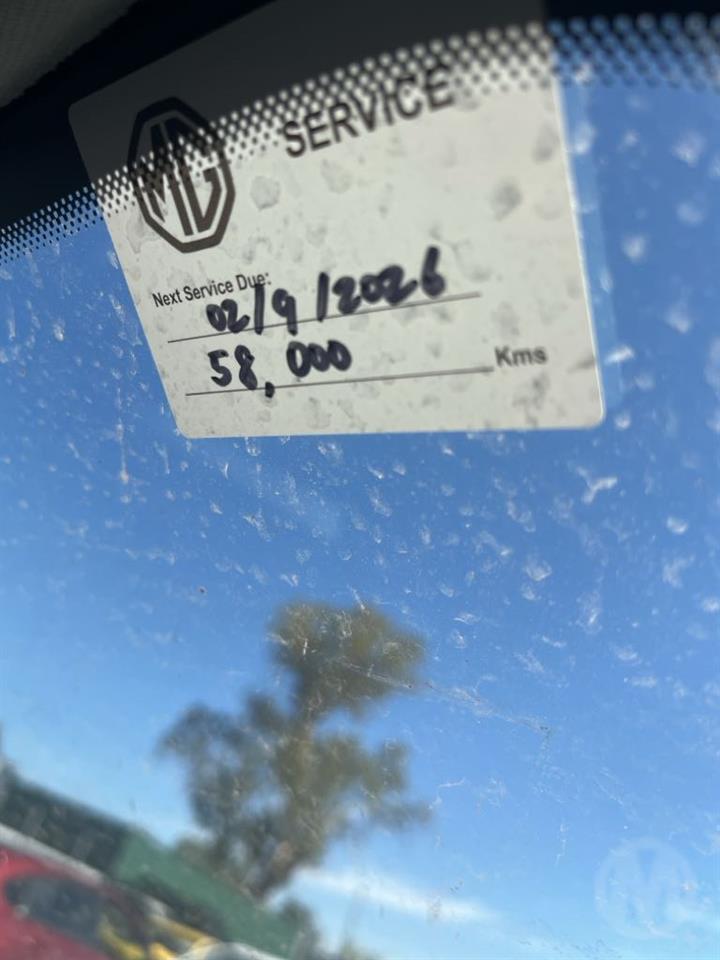 MG SERVICE
Next Service Due:
02/9/2026
58,000 Kms
M